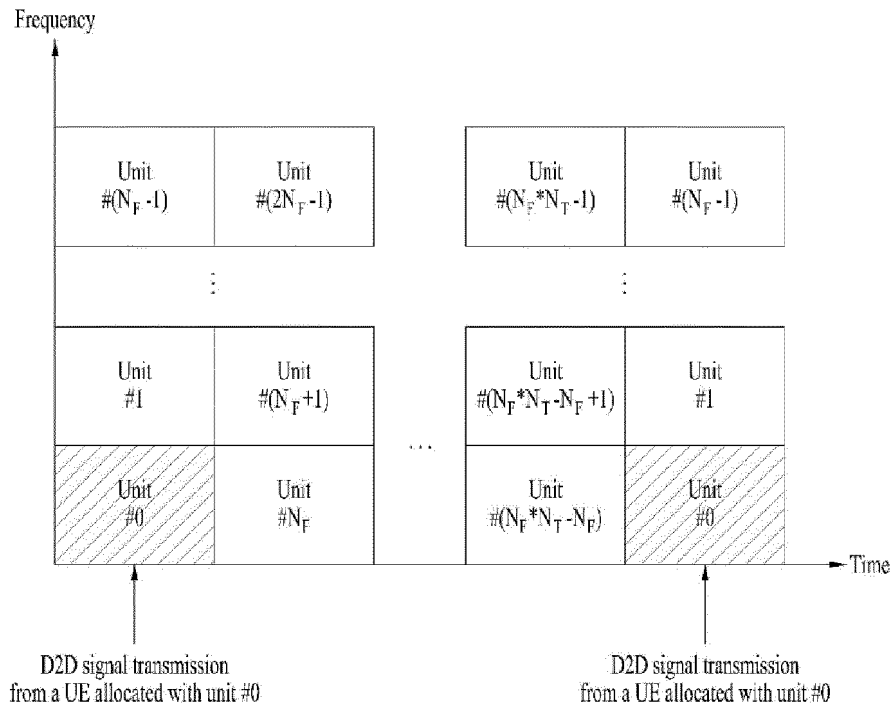 Frequency
Unit
#(N_F -1)
Unit
#(2N_F -1)
Unit
#(N_F*N_T -1)
Unit
#(N_F -1)
⋮
⋮
Unit
#1
Unit
#(N_F +1)
Unit
#(N_F*N_T -N_F +1)
Unit
#1
...
Unit
#0
Unit
#N_F
Unit
#(N_F*N_T -N_F)
Unit
#0
Time
D2D signal transmission
from a UE allocated with unit #0
D2D signal transmission
from a UE allocated with unit #0